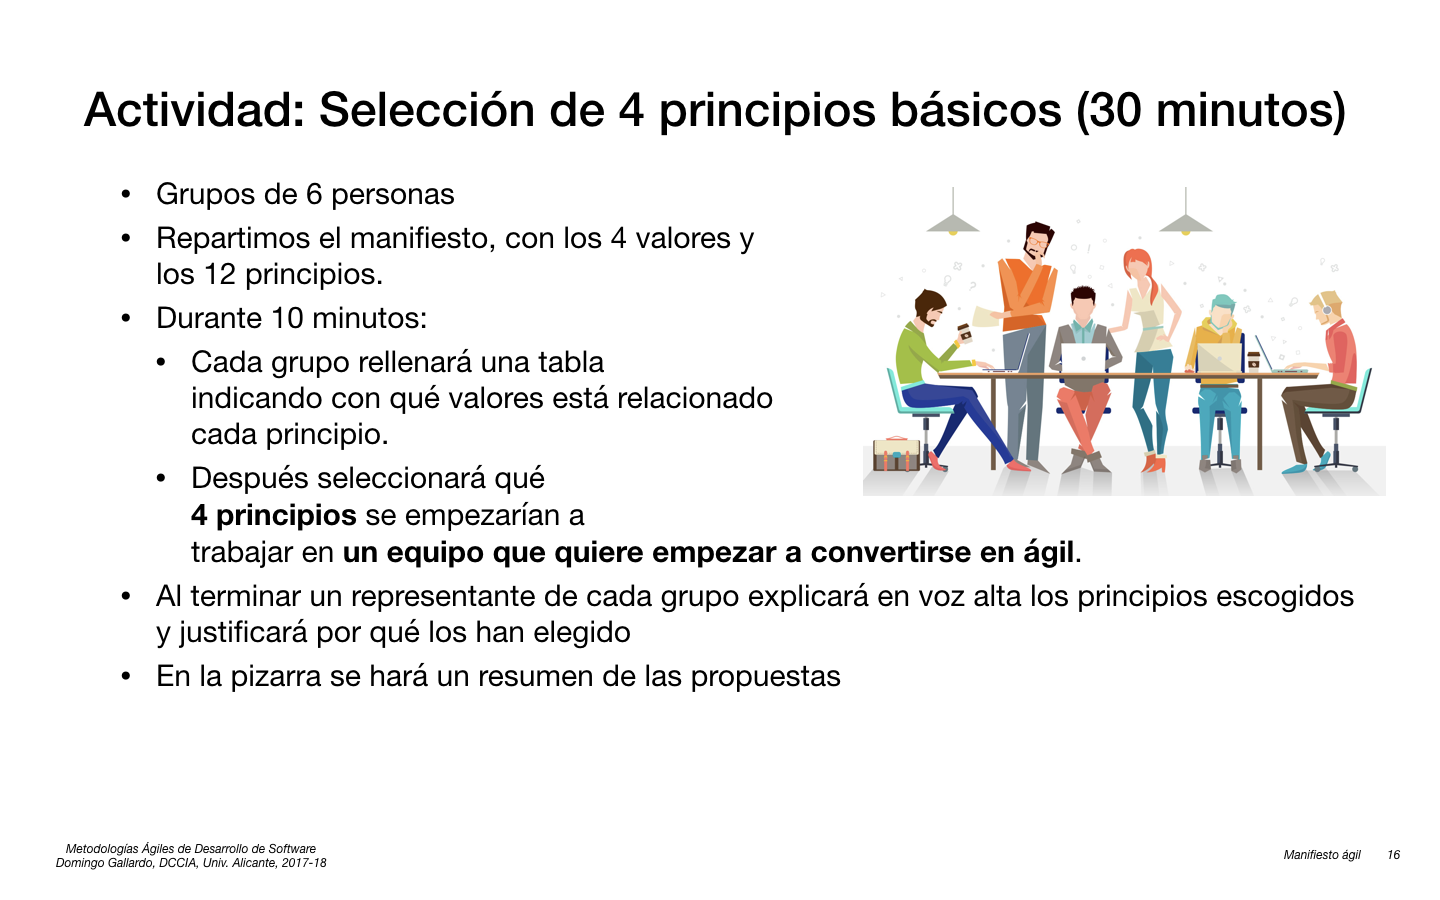 Actividad: Selección de 4 principios básicos (30 minutos)
• Grupos de 6 personas
• Repartimos el manifiesto, con los 4 valores y
los 12 principios.
• Durante 10 minutos:
• Cada grupo rellenará una tabla
indicando con qué valores está relacionado
cada principio.
• Después seleccionará qué
4 principios se empezarían a
trabajar en un equipo que quiere empezar a convertirse en ágil.
• Al terminar un representante de cada grupo explicará en voz alta los principios escogidos
y justificará por qué los han elegido
• En la pizarra se hará un resumen de las propuestas
Metodologías Ágiles de Desarrollo de Software
Domingo Gallardo, DCCIA, Univ. Alicante, 2017-18
Manifiesto ágil 16